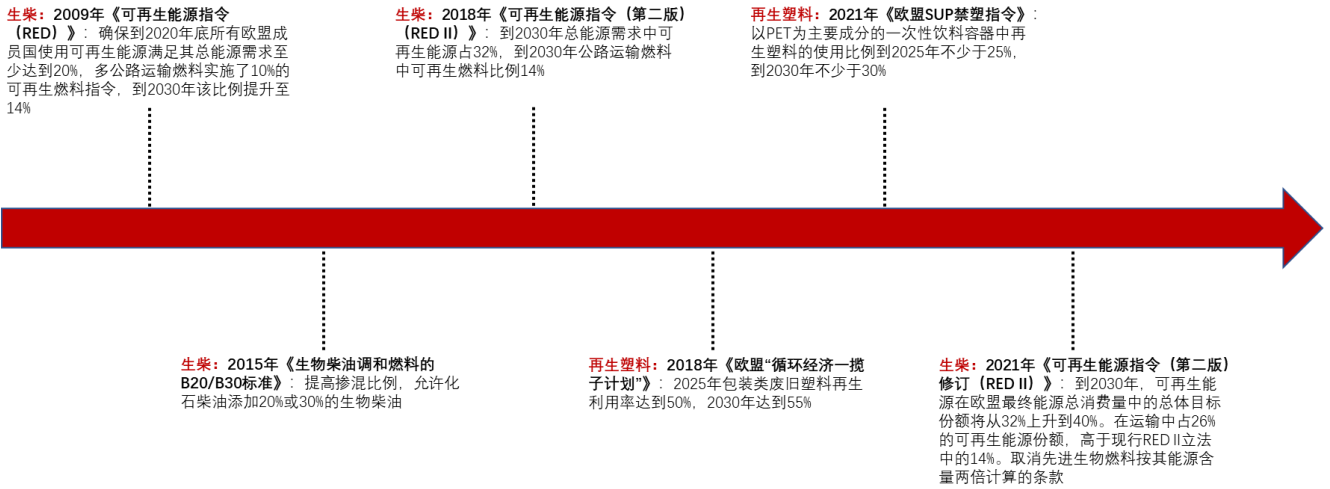 生柴：2009年《可再生能源指令
（RED）》：确保到2020年底所有欧盟成
员国使用可再生能源满足其总能源需求至
少达到20%，多公路运输燃料实施了10%的
可再生燃料指令，到2030年该比例提升至
14%
生柴：2018年《可再生能源指令（第二版）
（RED II）》：到2030年总能源需求中可
再生能源占32%，到2030年公路运输燃料
中可再生燃料比例14%
再生塑料：2021年《欧盟SUP禁塑指令》：
以PET为主要成分的一次性饮料容器中再
生塑料的使用比例到2025年不少于25%，
到2030年不少于30%
生柴：2015年《生物柴油调和燃料的
B20/B30标准》：提高掺混比例，允许化
石柴油添加20%或30%的生物柴油
再生塑料：2018年《欧盟“循环经济一揽
子计划”》：2025年包装类废旧塑料再生
利用率达到50%，2030年达到55%
生柴：2021年《可再生能源指令（第二版）
修订（RED II）》：到2030年，可再生能
源在欧盟最终能源总消费量中的总体目标
份额将从32%上升到40%。在运输中占26%
的可再生能源份额，高于现行RED II立法
中的14%。取消先进生物燃料按其能源含
量两倍计算的条款